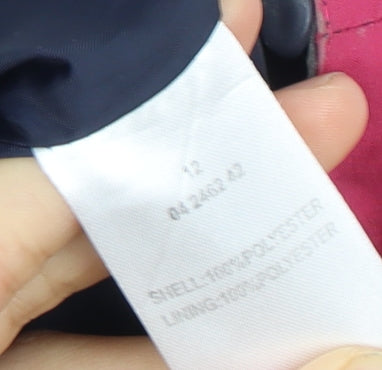 12
04 2462 42
SHELL:100%POLYESTER
LINING:100%POLYESTER